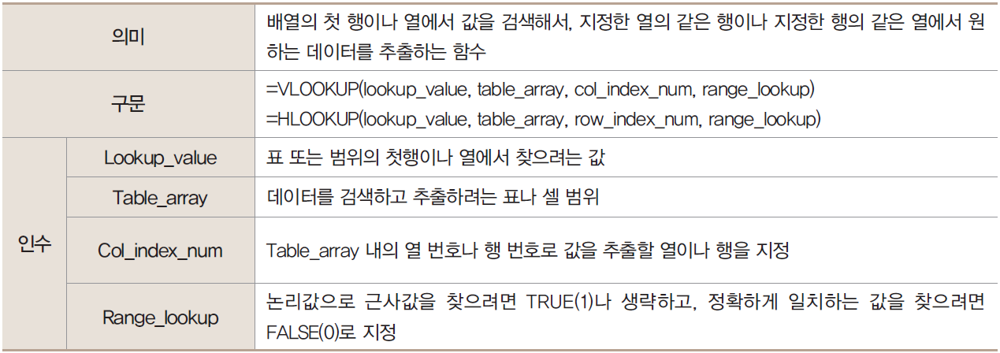 의미
배열의 첫 행이나 열에서 값을 검색해서, 지정한 열의 같은 행이나 지정한 행의 같은 열에서 원
하는 데이터를 추출하는 함수
구문
=VLOOKUP(lookup_value, table_array, col_index_num, range_lookup)
=HLOOKUP(lookup_value, table_array, row_index_num, range_lookup)
인수
Lookup_value
표 또는 범위의 첫행이나 열에서 찾으려는 값
Table_array
데이터를 검색하고 추출하려는 표나 셀 범위
Col_index_num
Table_array 내의 열 번호나 행 번호로 값을 추출할 열이나 행을 지정
Range_lookup
논리값으로 근사값을 찾으려면 TRUE(1)나 생략하고, 정확하게 일치하는 값을 찾으려면
FALSE(0)로 지정